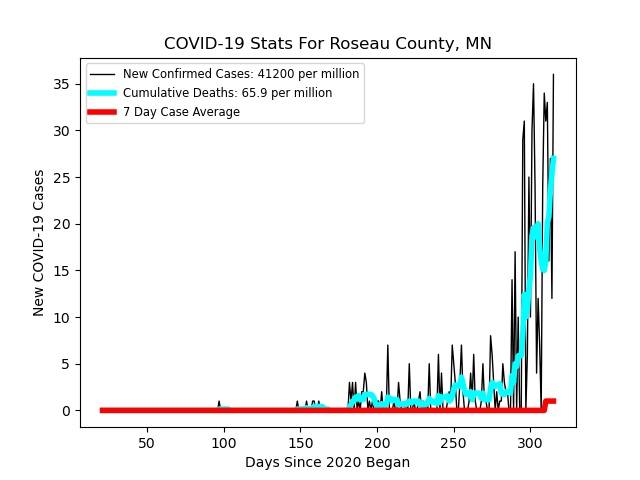 COVID-19 Stats For Roseau County, MN
New Confirmed Cases: 41200 per million
Cumulative Deaths: 65.9 per million
7 Day Case Average
New COVID-19 Cases
35
30
25
20
15
10
5
0
50 100 150 200 250 300
Days Since 2020 Began